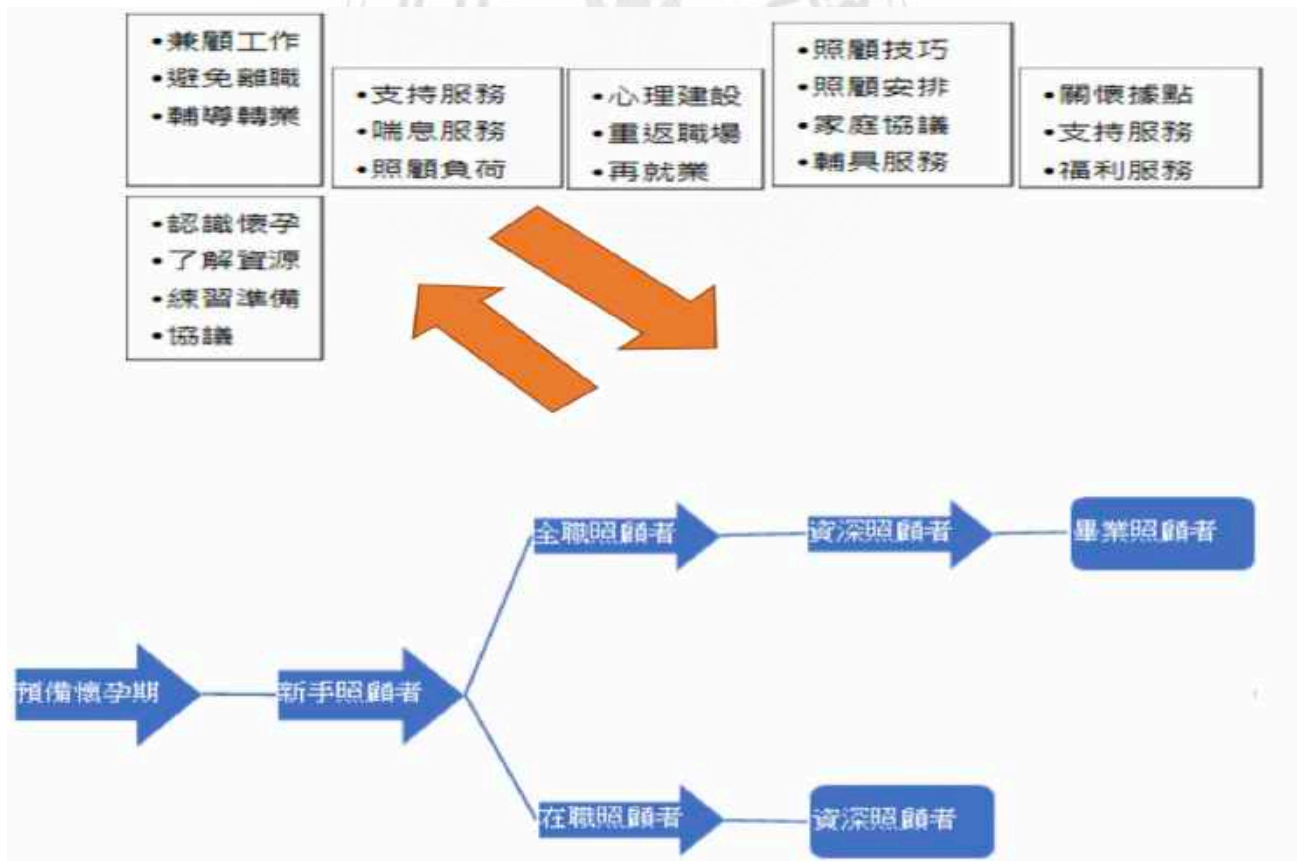 •兼顧工作
•避免離職
•輔導轉業
•支持服務
•喘息服務
•照顧負荷
•心理建設
•重返職場
•再就業
•照顧技巧
•照顧安排
•家庭協議
•輔具服務
•關懷據點
•支持服務
•福利服務
•認識懷孕
•了解資源
•練習準備
•協議
全職照顧者
資深照顧者
畢業照顧者
預備懷孕期
新手照顧者
在職照顧者
資深照顧者